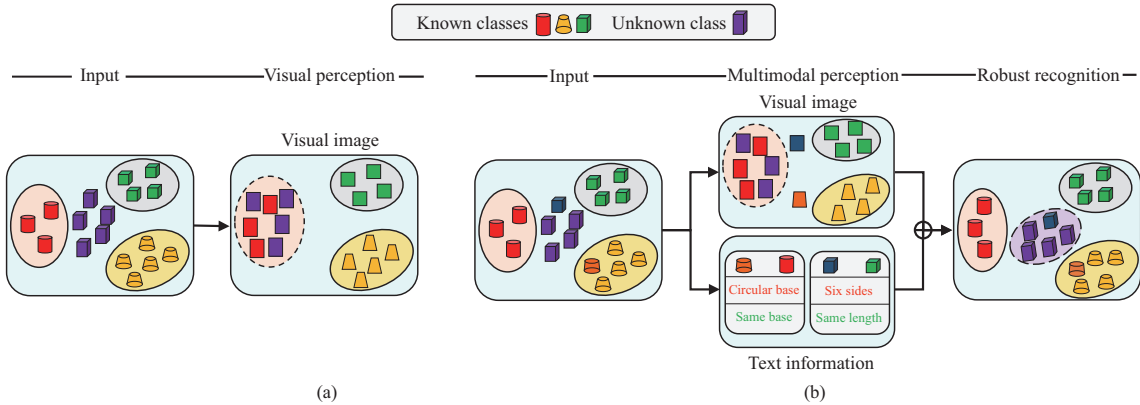 Known classes Unknown class
Input Visual perception Input Multimodal perception Robust recognition
Visual image
Visual image
Circular base Six sides
Same base Same length
Text information
(a) (b)